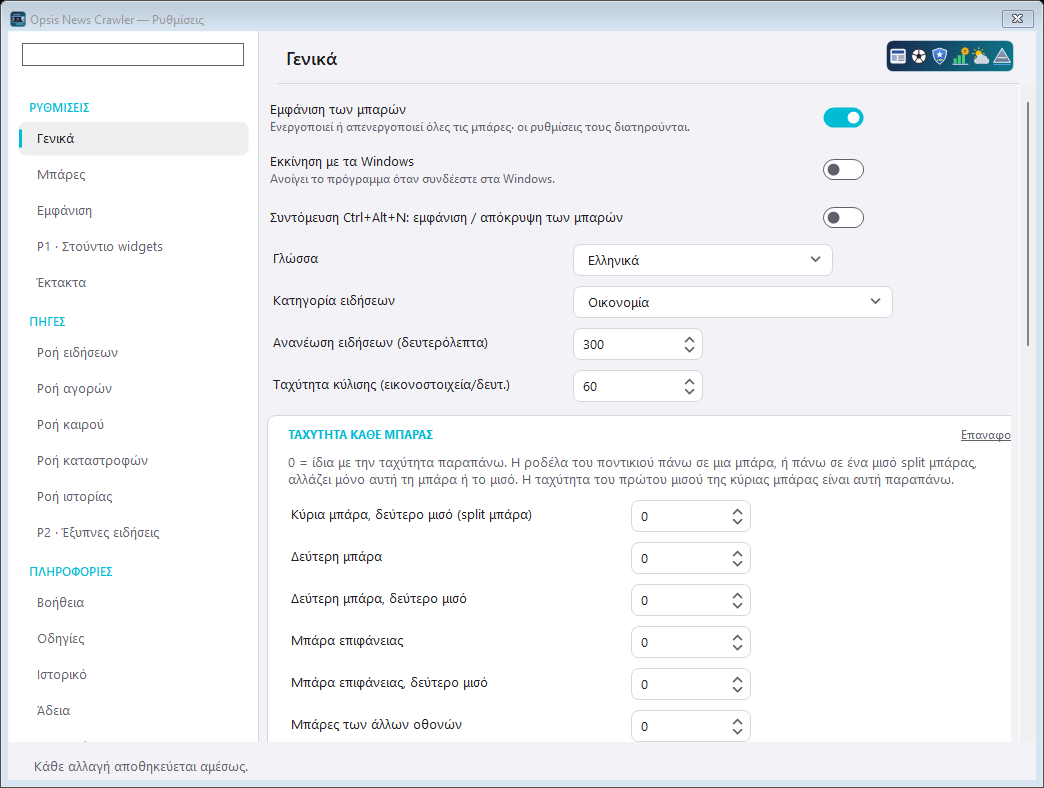 Opsis News Crawler — Ρυθμίσεις
ΡΥΘΜΙΣΕΙΣ
Γενικά
Μπάρες
Εμφάνιση
P1 · Στούντιο widgets
Έκτακτα
ΠΗΓΕΣ
Ροή ειδήσεων
Ροή αγορών
Ροή καιρού
Ροή καταστροφών
Ροή ιστορίας
P2 · Έξυπνες ειδήσεις
ΠΛΗΡΟΦΟΡΙΕΣ
Βοήθεια
Οδηγίες
Ιστορικό
Άδεια
Γενικά
Εμφάνιση των μπαρών
Ενεργοποιεί ή απενεργοποιεί όλες τις μπάρες· οι ρυθμίσεις τους διατηρούνται.
Εκκίνηση με τα Windows
Ανοίγει το πρόγραμμα όταν συνδέεστε στα Windows.
Συντόμευση Ctrl+Alt+N: εμφάνιση / απόκρυψη των μπαρών
Γλώσσα
Ελληνικά
Κατηγορία ειδήσεων
Οικονομία
Ανανέωση ειδήσεων (δευτερόλεπτα)
300
Ταχύτητα κύλισης (εικονοστοιχεία/δευτ.)
60
ΤΑΧΥΤΗΤΑ ΚΑΘΕ ΜΠΑΡΑΣ
Επαναφο
0 = ίδια με την ταχύτητα παραπάνω. Η ροδέλα του ποντικιού πάνω σε μια μπάρα, ή πάνω σε ένα μισό split μπάρας,
αλλάζει μόνο αυτή τη μπάρα ή το μισό. Η ταχύτητα του πρώτου μισού της κύριας μπάρας είναι αυτή παραπάνω.
Κύρια μπάρα, δεύτερο μισό (split μπάρα)
0
Δεύτερη μπάρα
0
Δεύτερη μπάρα, δεύτερο μισό
0
Μπάρα επιφάνειας
0
Μπάρα επιφάνειας, δεύτερο μισό
0
Μπάρες των άλλων οθονών
0
Κάθε αλλαγή αποθηκεύεται αμέσως.